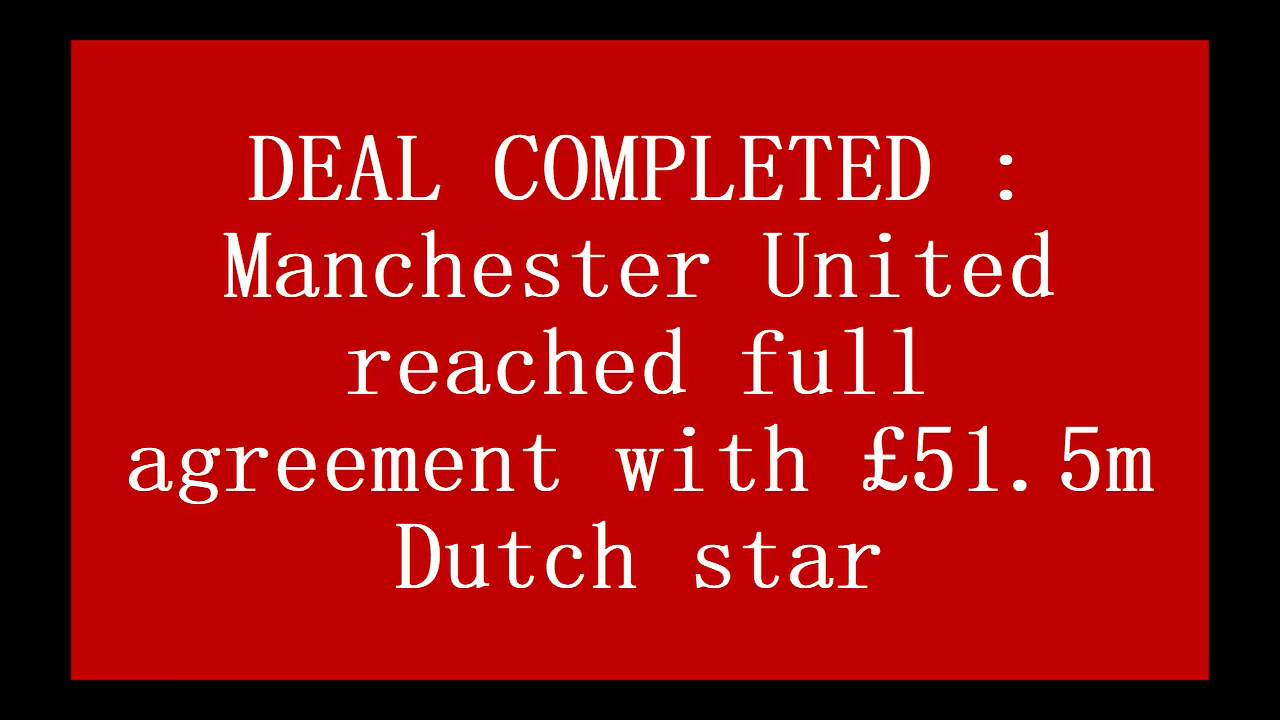 DEAL COMPLETED :
Manchester United
reached full
agreement with £51.5m
Dutch star